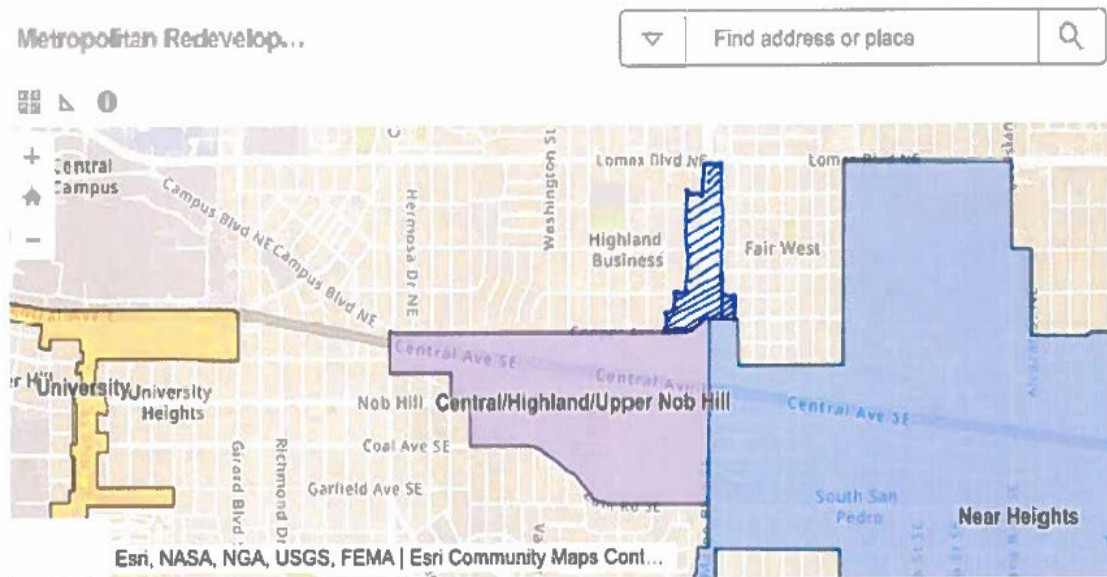 Metropolitan Redevelop...
Find address or place
Central
Campus
Campus Blvd NE
Campus Blvd NE
Hermosa Dr NE
Washington St
Lomas Blvd NE
Lomas Blvd NE
Highland
Business
Fair West
Central Ave
University
University
Heights
Central Ave SE
Central Ave
Nob Hill
Central/Highland/Upper Nob Hill
Central Ave SE
Coal Ave SE
Girard Blvd
Richmond Dr
Garfield Ave SE
South San
Pedro
Near Heights
Esri, NASA, NGA, USGS, FEMA | Esri Community Maps Cont...